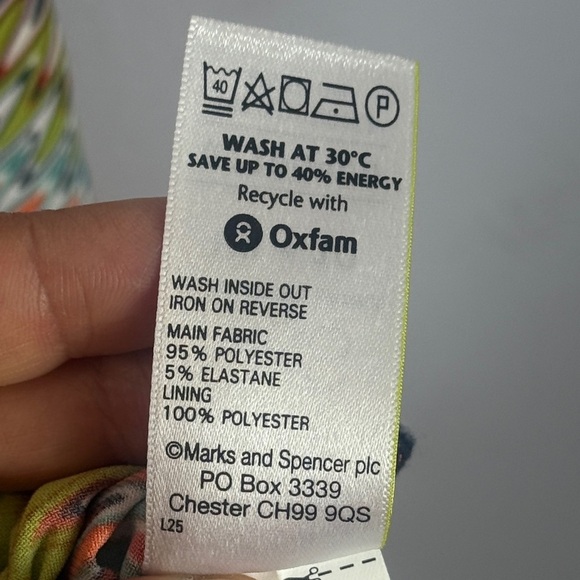 40 P
WASH AT 30°C
SAVE UP TO 40% ENERGY
Recycle with
Oxfam
WASH INSIDE OUT
IRON ON REVERSE
MAIN FABRIC
95% POLYESTER
5% ELASTANE
LINING
100% POLYESTER
©Marks and Spencer plc
PO Box 3339
Chester CH99 9QS
L25